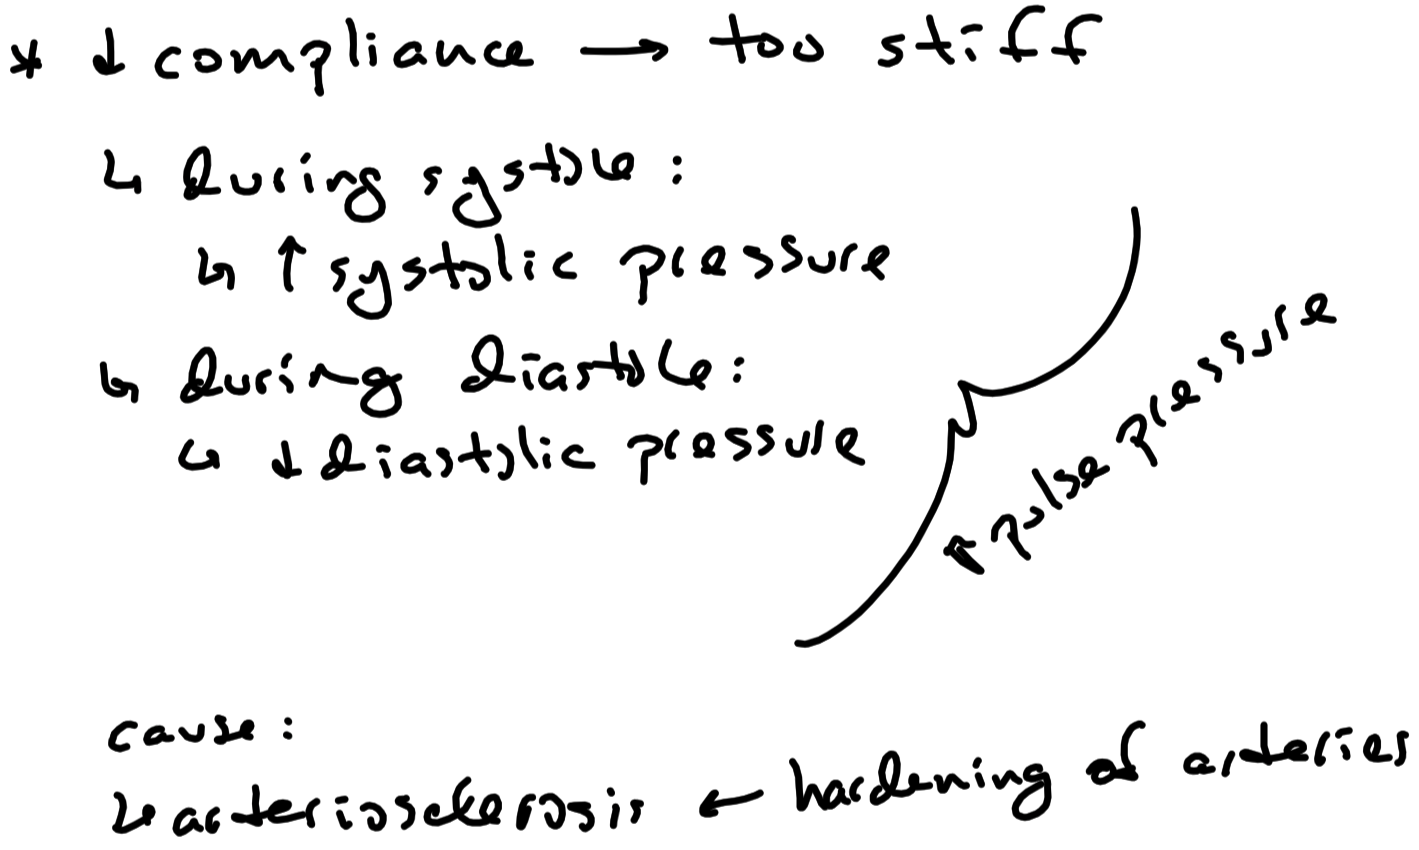 * ↓ compliance → too stiff
↳ During systole:
↳ ↑ systolic pressure
↳ During Diastole:
↳ ↓ Diastolic pressure
↑ pulse pressure
cause:
↳ arteriosclerosis ← hardening of arteries